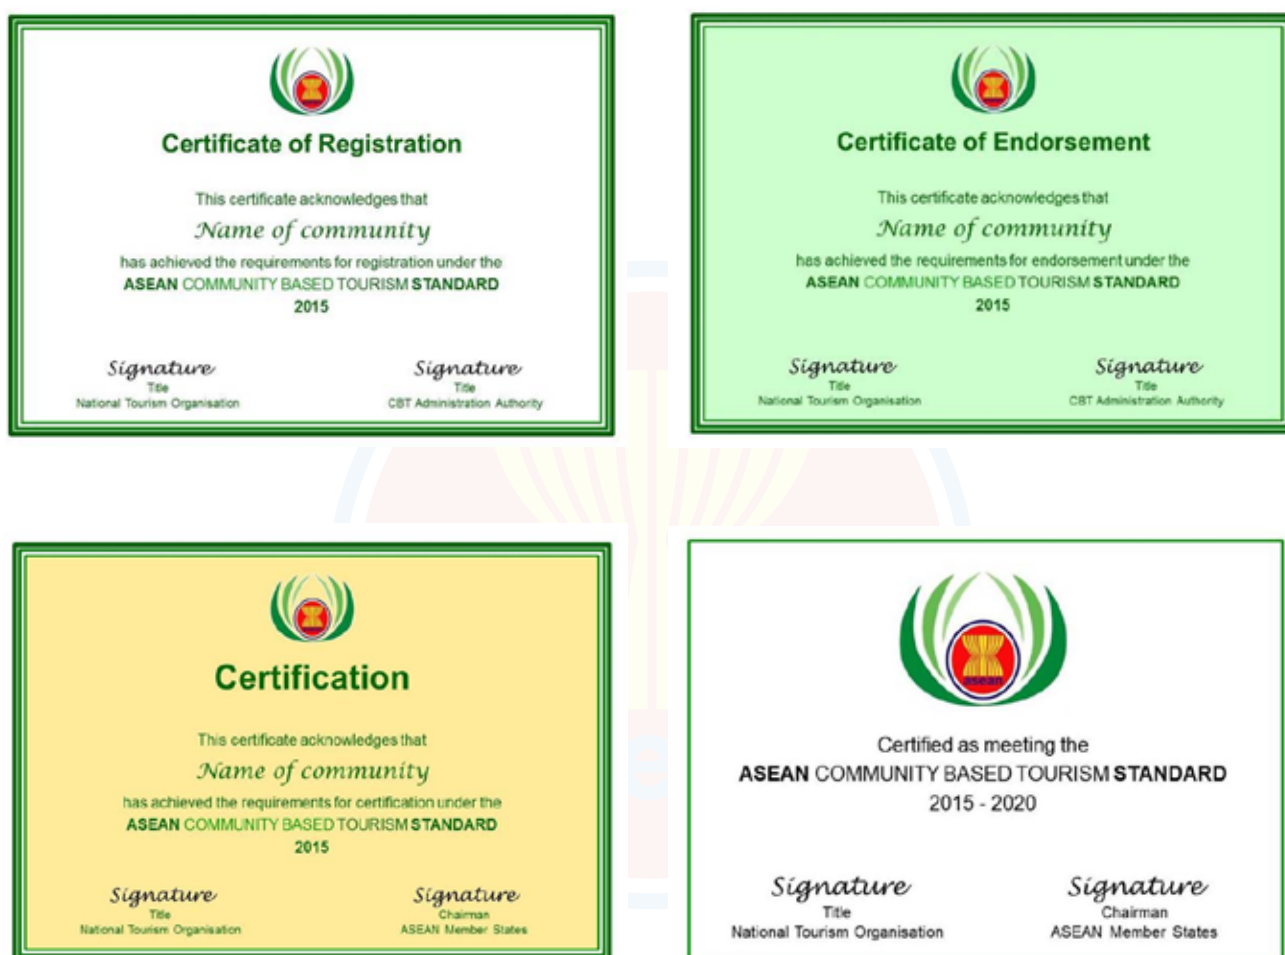 asean
Certificate of Registration
This certificate acknowledges that
Name of community
has achieved the requirements for registration under the
ASEAN COMMUNITY BASED TOURISM STANDARD
2015
Signature
Title
National Tourism Organisation
Signature
Title
CBT Administration Authority
asean
Certificate of Endorsement
This certificate acknowledges that
Name of community
has achieved the requirements for endorsement under the
ASEAN COMMUNITY BASED TOURISM STANDARD
2015
Signature
Title
National Tourism Organisation
Signature
Title
CBT Administration Authority
asean
Certification
This certificate acknowledges that
Name of community
has achieved the requirements for certification under the
ASEAN COMMUNITY BASED TOURISM STANDARD
2015
Signature
Title
National Tourism Organisation
Signature
Chairman
ASEAN Member States
asean
Certified as meeting the
ASEAN COMMUNITY BASED TOURISM STANDARD
2015 - 2020
Signature
Title
National Tourism Organisation
Signature
Chairman
ASEAN Member States